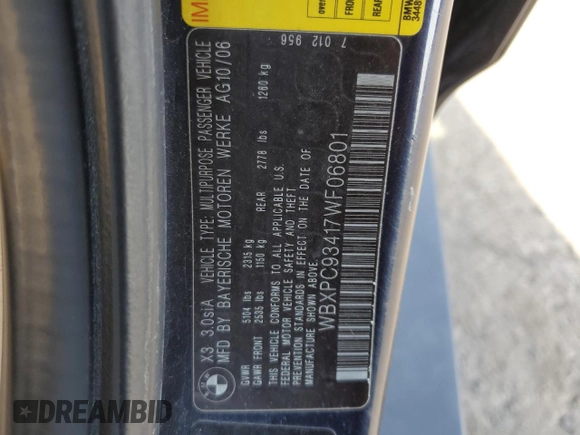 X3 3.0siA VEHICLE TYPE: MULTIPURPOSE PASSENGER VEHICLE
MFD BY BAYERISCHE MOTOREN WERKE AG10/06
GVWR 5104 lbs 2315 kg
GAWR FRONT 2535 lbs 1150 kg REAR 2778 lbs 1260 kg
THIS VEHICLE CONFORMS TO ALL APPLICABLE U.S.
FEDERAL MOTOR VEHICLE SAFETY AND THEFT
PREVENTION STANDARDS IN EFFECT ON THE DATE OF
MANUFACTURE SHOWN ABOVE.
WBXPC93417WF06801
7 012 956
BMW
DREAMBID